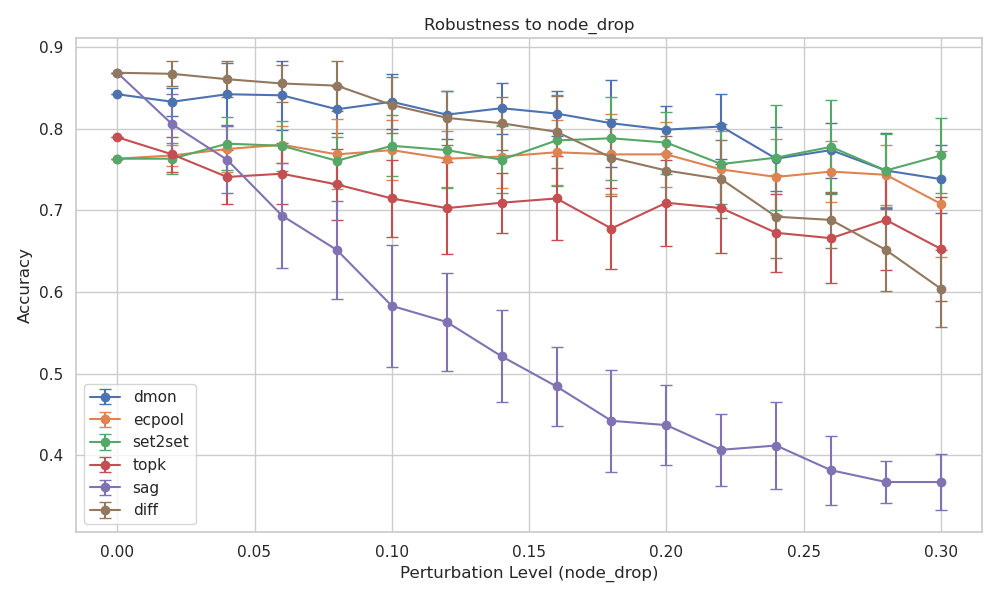 Robustness to node_drop
Accuracy
0.9
0.8
0.7
0.6
0.5
0.4
dmon
ecpool
set2set
topk
sag
diff
0.00
0.05
0.10
0.15
0.20
0.25
0.30
Perturbation Level (node_drop)